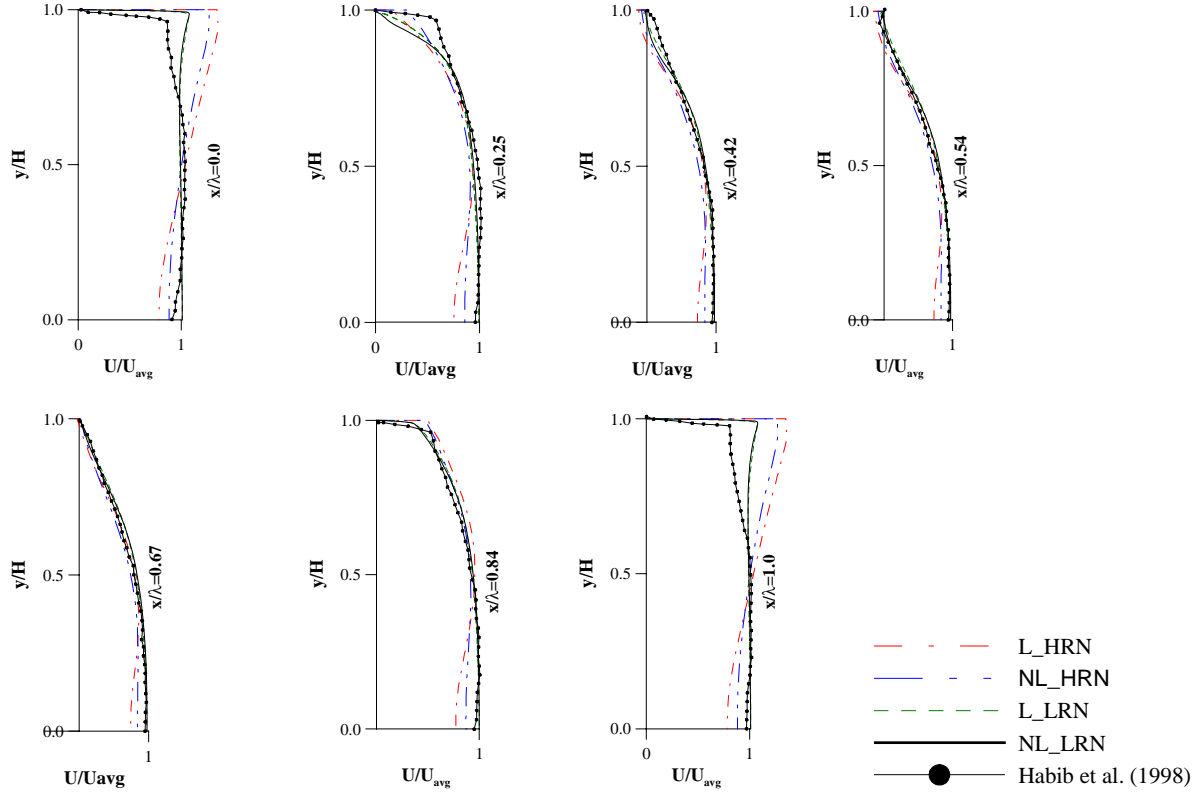 1.0
0.5
0.0
y/H
x/λ=0.0
0
1
U/Uavg
1.0
0.5
0.0
y/H
x/λ=0.25
0
1
U/Uavg
1.0
0.5
0.0
y/H
x/λ=0.42
1
U/Uavg
1.0
0.5
0.0
y/H
x/λ=0.54
1
U/Uavg
1.0
0.5
0.0
y/H
x/λ=0.67
1
U/Uavg
1.0
0.5
0.0
y/H
x/λ=0.84
1
U/Uavg
1.0
0.5
0.0
y/H
x/λ=1.0
0
1
U/Uavg
L_HRN
NL_HRN
L_LRN
NL_LRN
Habib et al. (1998)